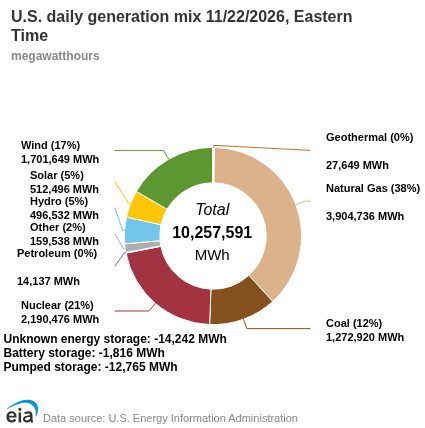 U.S. daily generation mix 11/22/2026, Eastern
Time
megawatthours
Wind (17%)
1,701,649 MWh
Solar (5%)
512,496 MWh
Hydro (5%)
496,532 MWh
Other (2%)
159,538 MWh
Petroleum (0%)
14,137 MWh
Nuclear (21%)
2,190,476 MWh
Total
10,257,591
MWh
Geothermal (0%)
27,649 MWh
Natural Gas (38%)
3,904,736 MWh
Coal (12%)
1,272,920 MWh
Unknown energy storage: -14,242 MWh
Battery storage: -1,816 MWh
Pumped storage: -12,765 MWh
eia
Data source: U.S. Energy Information Administration